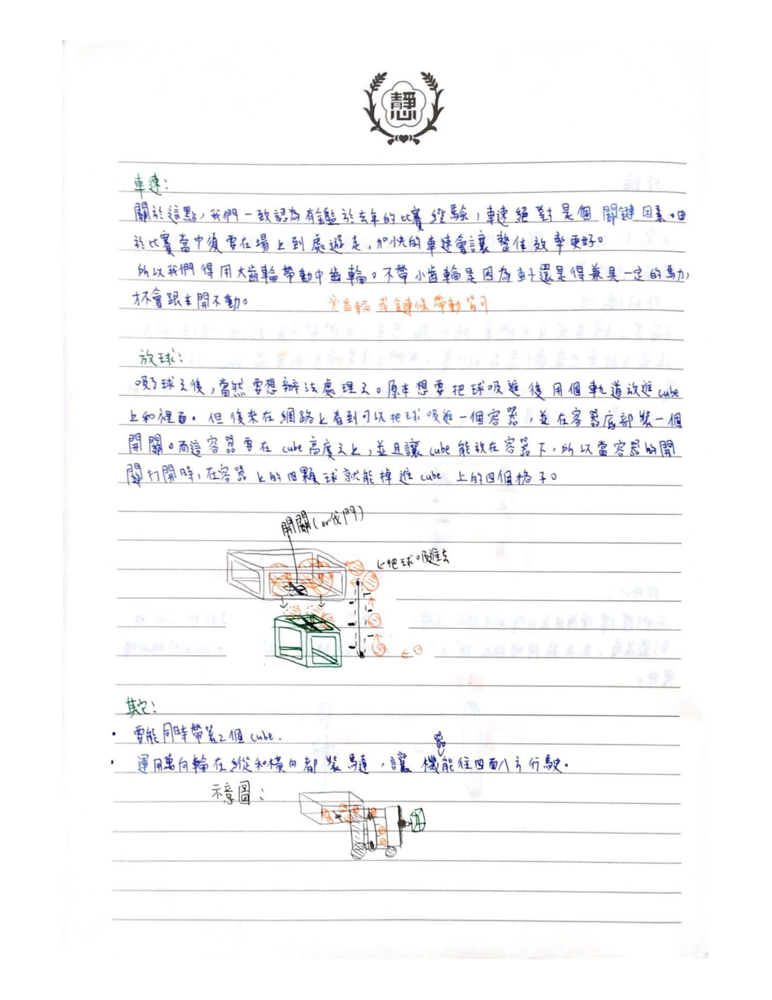 靜心
車速：
關於這點，我們一致認為有鑑於去年的比賽經驗，車速絕對是個關鍵因素。由
於比賽當中須要在場上到處遊走，加快的車速會讓整体效率更好。
所以我們得用大齒輪帶動中齒輪。不帶小齒輪是因為車子還是得兼具一定的馬力，
才不會跟本開不動。 ※齒輪或鏈條帶動皆可
放球：
吸了球之後，當然要想辦法處理之。原本想要把球吸進後用個軌道放進cube
上和裡面。但後來在網路上看到可以把球吸進一個容器，並在容器底部裝一個
開關。而這容器要在cube高度之上，並且讓cube能放在容器下，所以當容器的開
關打開時，在容器上的四顆球就能掉進cube上的四個格子。
開關(or伐門)
←把球吸進去
其它：
• 要能同時帶著2個cube.
器
• 運用萬向輪在縱和橫向都裝馬達，讓機能往四面八方行駛。
示意圖：